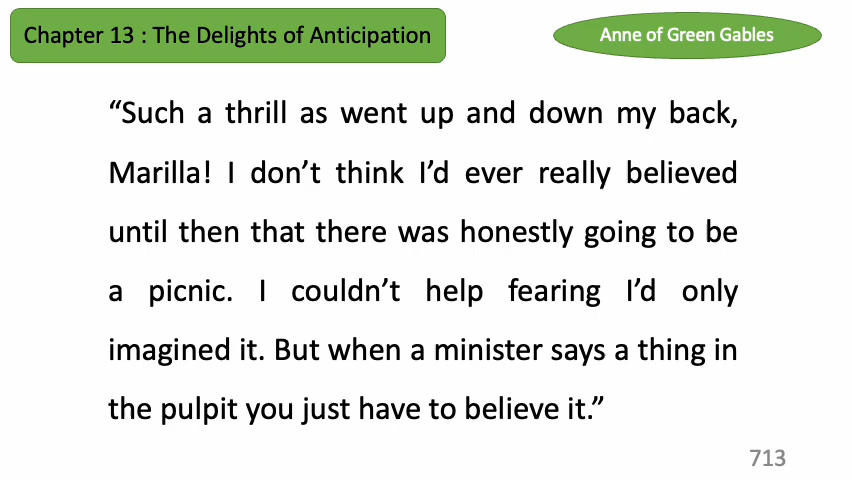 Chapter 13 : The Delights of Anticipation
Anne of Green Gables
“Such a thrill as went up and down my back,
Marilla! I don’t think I’d ever really believed
until then that there was honestly going to be
a picnic. I couldn’t help fearing I’d only
imagined it. But when a minister says a thing in
the pulpit you just have to believe it.”
713